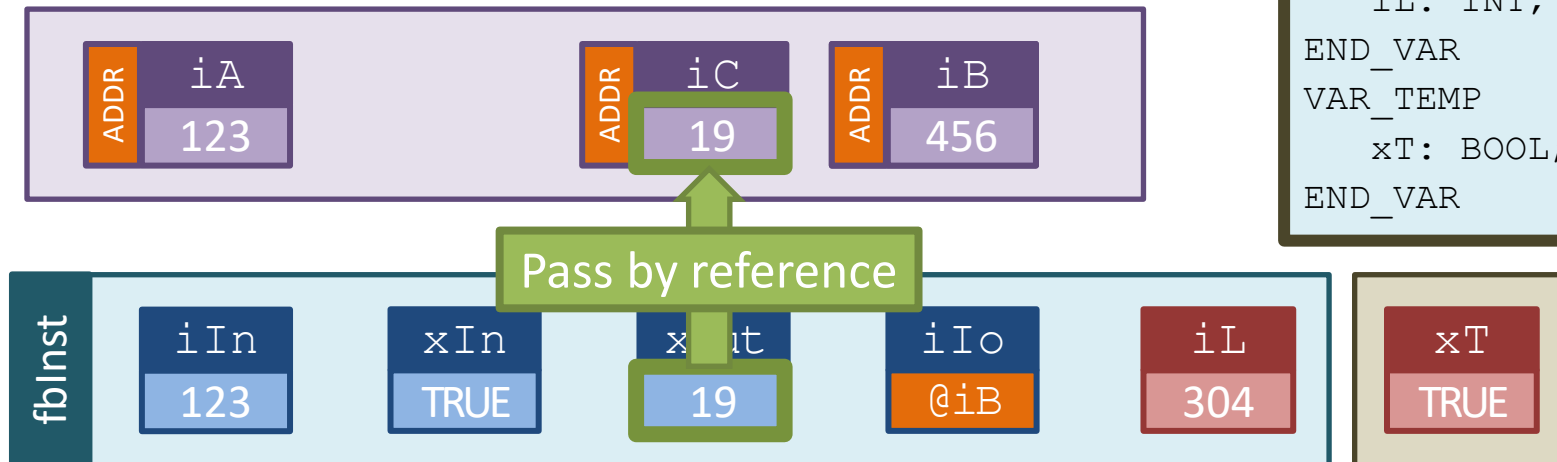 iL: INT;
END_VAR
VAR_TEMP
xT: BOOL;
END_VAR
ADDR iA ADDR iC ADDR iB
123 19 456
Pass by reference
fbInst
iIn xIn iIo iL xT
123 TRUE 19 @iB 304 TRUE